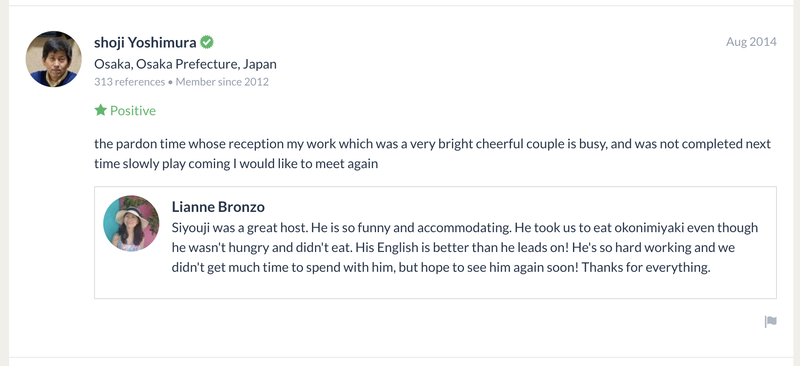 shoji Yoshimura
Aug 2014
Osaka, Osaka Prefecture, Japan
313 references • Member since 2012
Positive
the pardon time whose reception my work which was a very bright cheerful couple is busy, and was not completed next
time slowly play coming I would like to meet again
Lianne Bronzo
Siyouji was a great host. He is so funny and accommodating. He took us to eat okonimiyaki even though
he wasn't hungry and didn't eat. His English is better than he leads on! He's so hard working and we
didn't get much time to spend with him, but hope to see him again soon! Thanks for everything.